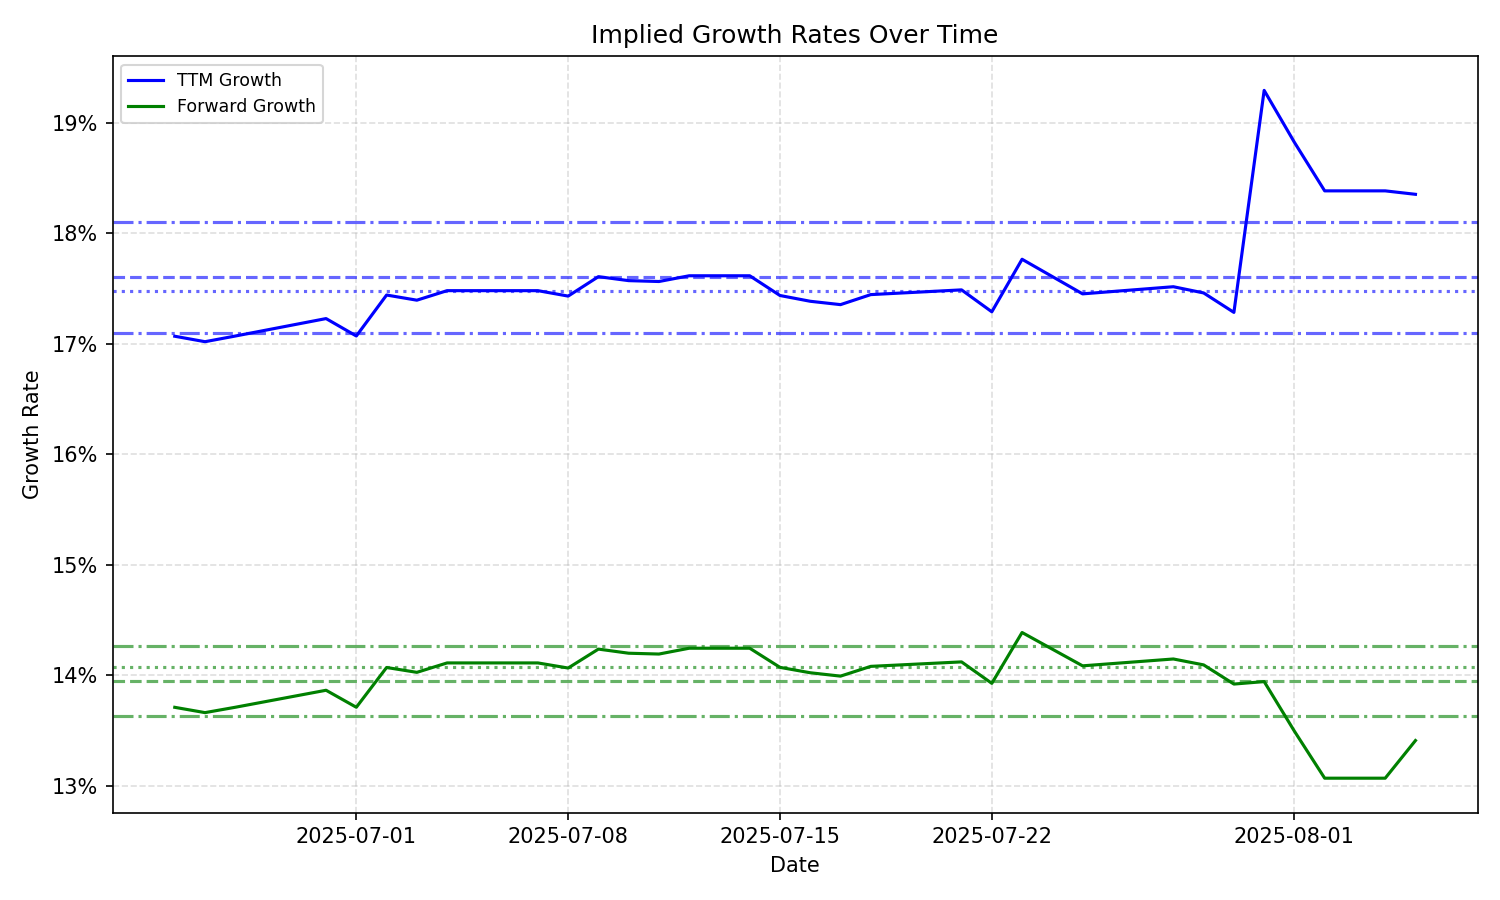 Implied Growth Rates Over Time
TTM Growth
Forward Growth
19%
18%
17%
16%
15%
14%
13%
Growth Rate
2025-07-01
2025-07-08
2025-07-15
2025-07-22
2025-08-01
Date